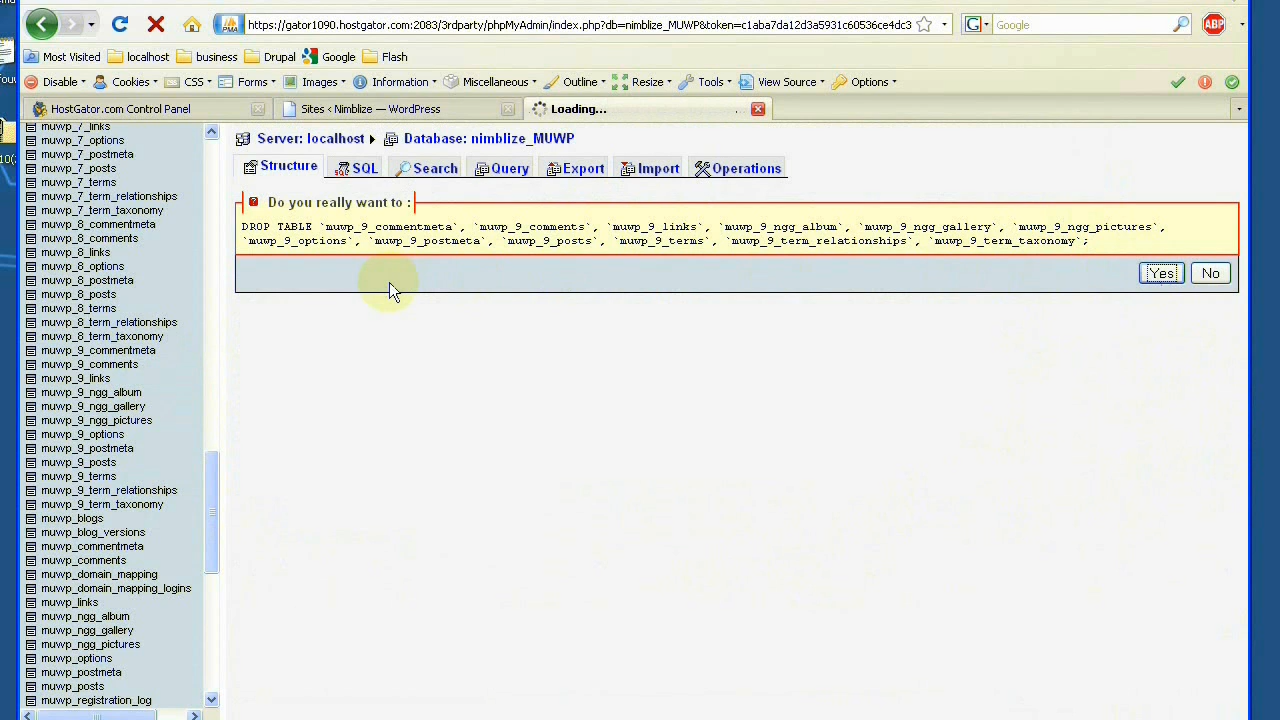 https://gator1090.hostgator.com:2083/3rdparty/phpMyAdmin/index.php?db=nimblize_MUWP&token=
Google
ABP
Most Visited
localhost
business
Drupal
Google
Flash
Disable
Cookies
CSS
Forms
Images
Information
Miscellaneous
Outline
Resize
Tools
View Source
Options
HostGator.com Control Panel
Sites ‹ Nimblize — WordPress
Loading...
muwp_7_links
muwp_7_options
muwp_7_postmeta
muwp_7_posts
muwp_7_terms
muwp_7_term_relationships
muwp_7_term_taxonomy
muwp_8_commentmeta
muwp_8_comments
muwp_8_links
muwp_8_options
muwp_8_postmeta
muwp_8_posts
muwp_8_terms
muwp_8_term_relationships
muwp_8_term_taxonomy
muwp_9_commentmeta
muwp_9_comments
muwp_9_links
muwp_9_ngg_album
muwp_9_ngg_gallery
muwp_9_ngg_pictures
muwp_9_options
muwp_9_postmeta
muwp_9_posts
muwp_9_terms
muwp_9_term_relationships
muwp_9_term_taxonomy
muwp_blogs
muwp_blog_versions
muwp_commentmeta
muwp_comments
muwp_domain_mapping
muwp_domain_mapping_logins
muwp_links
muwp_ngg_album
muwp_ngg_gallery
muwp_ngg_pictures
muwp_options
muwp_postmeta
muwp_posts
muwp_registration_log
Server: localhost
Database: nimblize_MUWP
Structure
SQL
Search
Query
Export
Import
Operations
Do you really want to :
DROP TABLE `muwp_9_commentmeta`, `muwp_9_comments`, `muwp_9_links`, `muwp_9_ngg_album`, `muwp_9_ngg_gallery`, `muwp_9_ngg_pictures`,
`muwp_9_options`, `muwp_9_postmeta`, `muwp_9_posts`, `muwp_9_terms`, `muwp_9_term_relationships`, `muwp_9_term_taxonomy`;
Yes
No